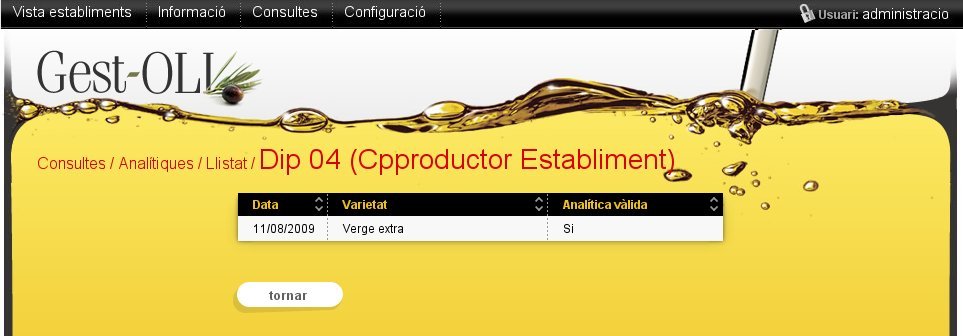 Vista establiments Informació Consultes Configuració Usuari: administracio
Gest-OLI
Consultes / Analítiques / Llistat / Dip 04 (Cpproductor Establiment)
Data Varietat Analítica vàlida
11/08/2009 Verge extra Si
tornar